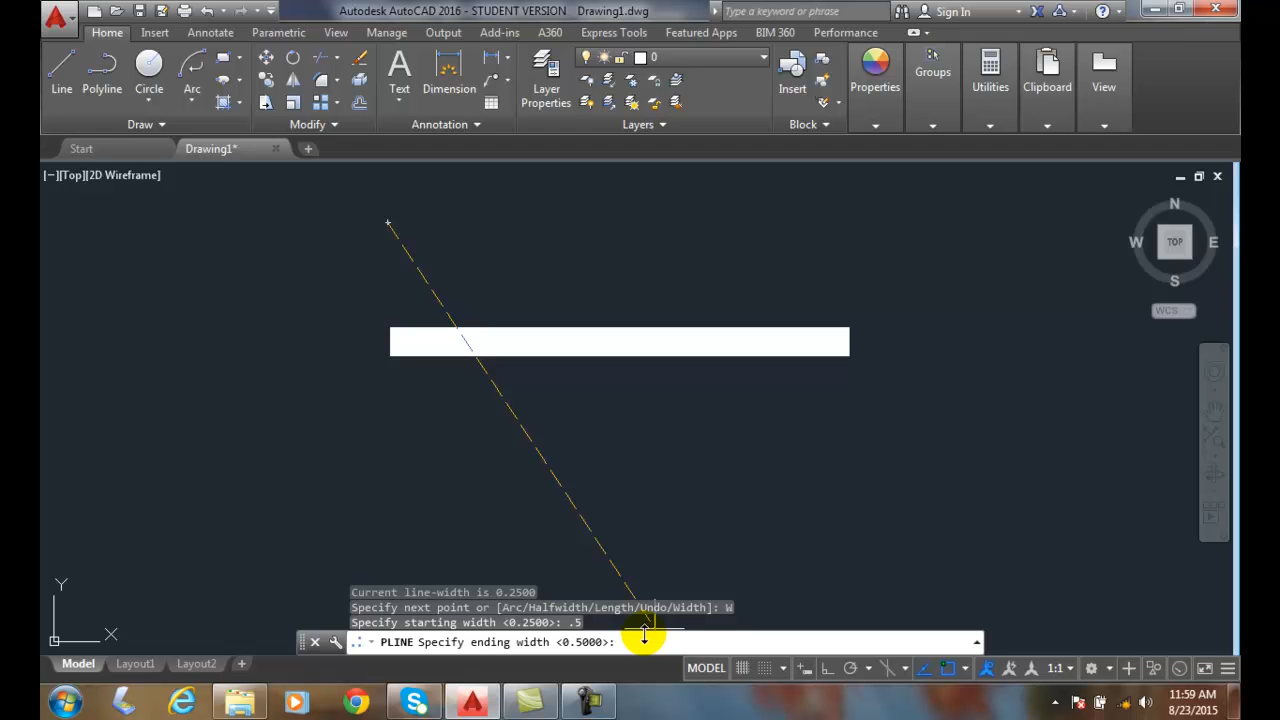 Autodesk AutoCAD 2016 - STUDENT VERSION Drawing1.dwg
Type a keyword or phrase
Sign In
Home Insert Annotate Parametric View Manage Output Add-ins A360 Express Tools Featured Apps BIM 360 Performance
Line Polyline Circle Arc
Text Dimension
Layer Properties
0
Insert
Properties Groups Utilities Clipboard View
Draw Modify Annotation Layers Block
Start Drawing1*
[−][Top][2D Wireframe]
N
W TOP E
S
WCS
Y
X
Current line-width is 0.2500
Specify next point or [Arc/Halfwidth/Length/Undo/Width]: W
Specify starting width <0.2500>: .5
PLINE Specify ending width <0.5000>:
Model Layout1 Layout2
MODEL 1:1
11:59 AM
8/23/2015